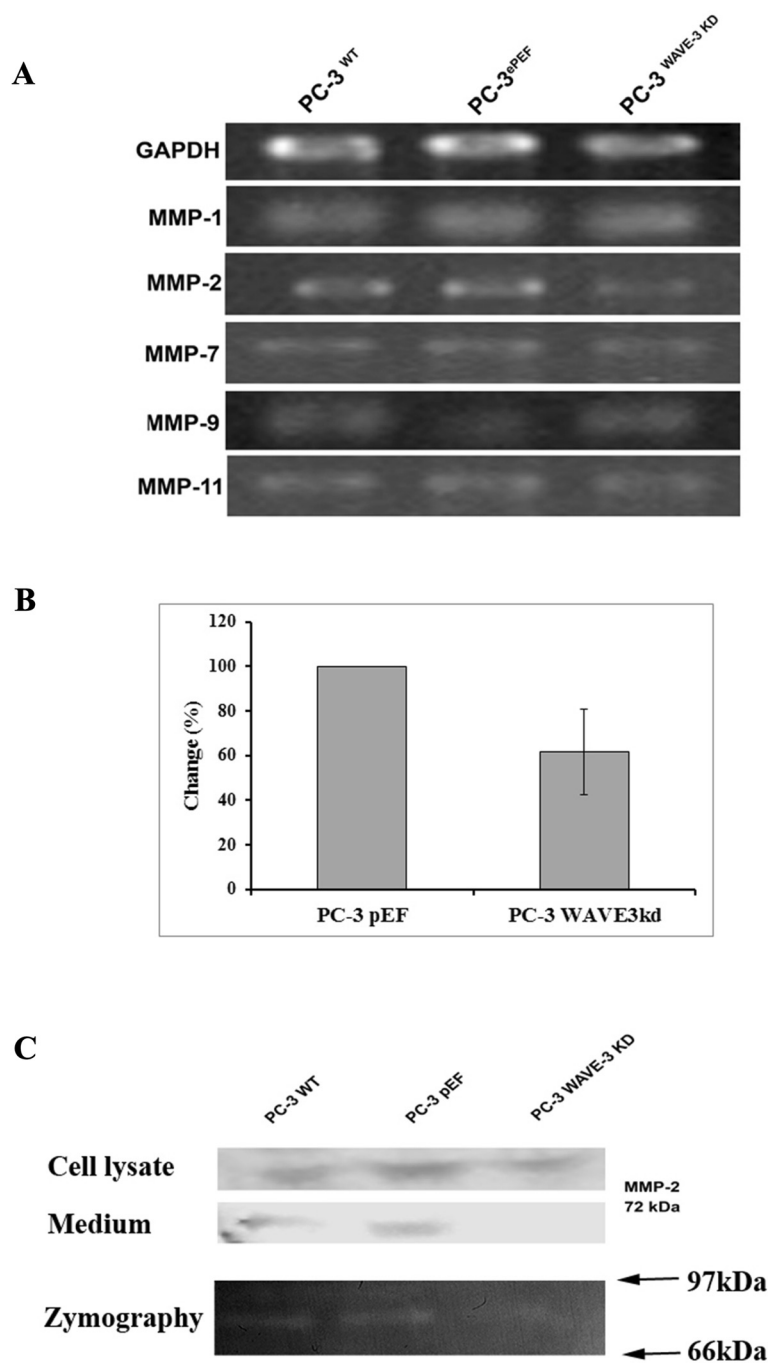 A
PC-3 WT
PC-3ePEF
PC-3 WAVE-3 KD
GAPDH
MMP-1
MMP-2
MMP-7
MMP-9
MMP-11
B
120
100
80
60
40
20
0
Change (%)
PC-3 pEF
PC-3 WAVE3kd
C
PC-3 WT
PC-3 pEF
PC-3 WAVE-3 KD
Cell lysate
MMP-2
72 kDa
Medium
97kDa
Zymography
66kDa